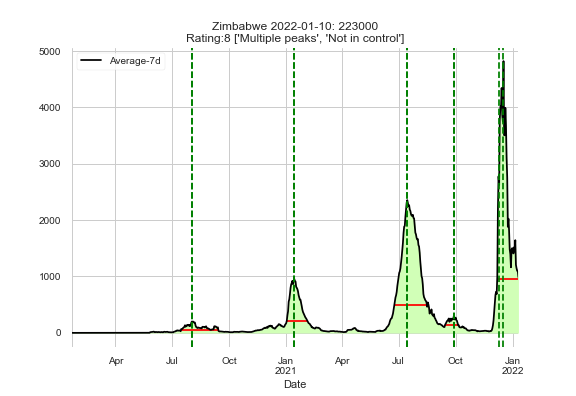 Zimbabwe 2022-01-10: 223000
Rating:8 ['Multiple peaks', 'Not in control']
Average-7d
5000
4000
3000
2000
1000
0
Apr Jul Oct Jan Apr Jul Oct Jan
2021 2022
Date